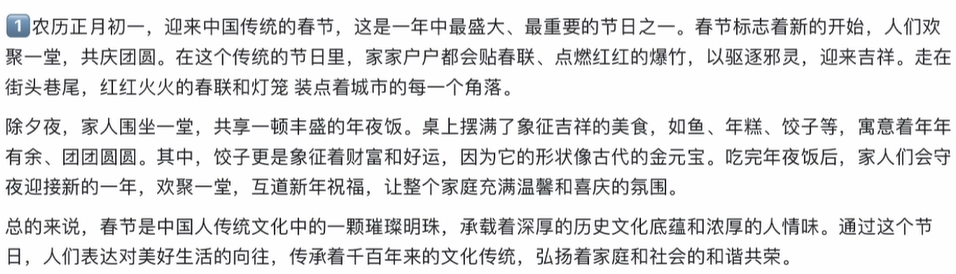 1农历正月初一，迎来中国传统的春节，这是一年中最盛大、最重要的节日之一。春节标志着新的开始，人们欢
聚一堂，共庆团圆。在这个传统的节日里，家家户户都会贴春联、点燃红红的爆竹，以驱逐邪灵，迎来吉祥。走在
街头巷尾，红红火火的春联和灯笼 装点着城市的每一个角落。
除夕夜，家人围坐一堂，共享一顿丰盛的年夜饭。桌上摆满了象征吉祥的美食，如鱼、年糕、饺子等，寓意着年年
有余、团团圆圆。其中，饺子更是象征着财富和好运，因为它的形状像古代的金元宝。吃完年夜饭后，家人们会守
夜迎接新的一年，欢聚一堂，互道新年祝福，让整个家庭充满温馨和喜庆的氛围。
总的来说，春节是中国人传统文化中的一颗璀璨明珠，承载着深厚的历史文化底蕴和浓厚的人情味。通过这个节
日，人们表达对美好生活的向往，传承着千百年来的文化传统，弘扬着家庭和社会的和谐共荣。